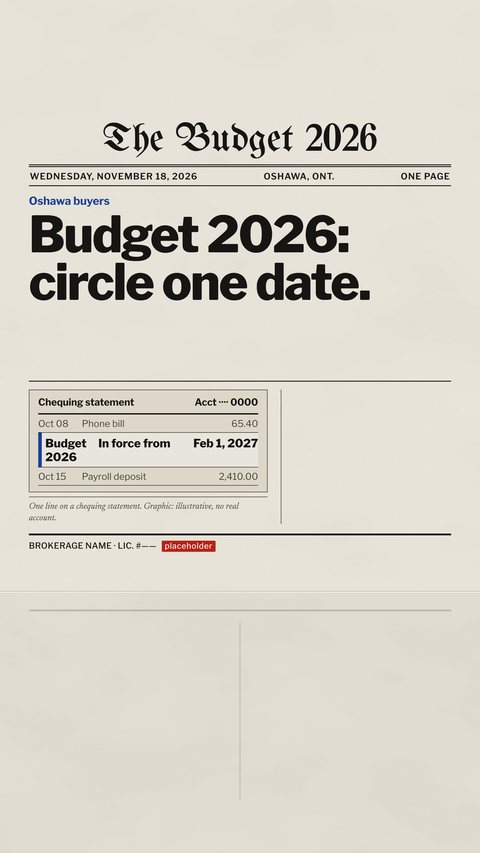 The Budget 2026
WEDNESDAY, NOVEMBER 18, 2026 OSHAWA, ONT. ONE PAGE
Oshawa buyers
Budget 2026:
circle one date.
Chequing statement Acct ···· 0000
Oct 08 Phone bill 65.40
Budget 2026 In force from Feb 1, 2027
Oct 15 Payroll deposit 2,410.00
One line on a chequing statement. Graphic: illustrative, no real
account.
BROKERAGE NAME · LIC. #—— placeholder